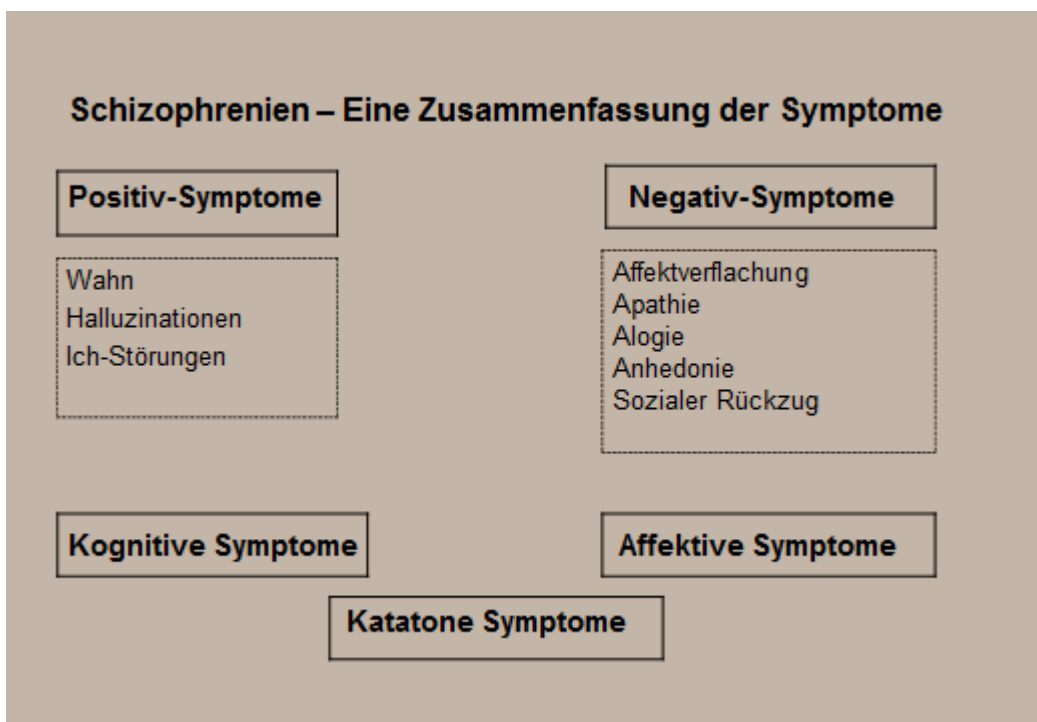 Schizophrenien – Eine Zusammenfassung der Symptome
Positiv-Symptome
Wahn
Halluzinationen
Ich-Störungen
Negativ-Symptome
Affektverflachung
Apathie
Alogie
Anhedonie
Sozialer Rückzug
Kognitive Symptome
Affektive Symptome
Katatone Symptome